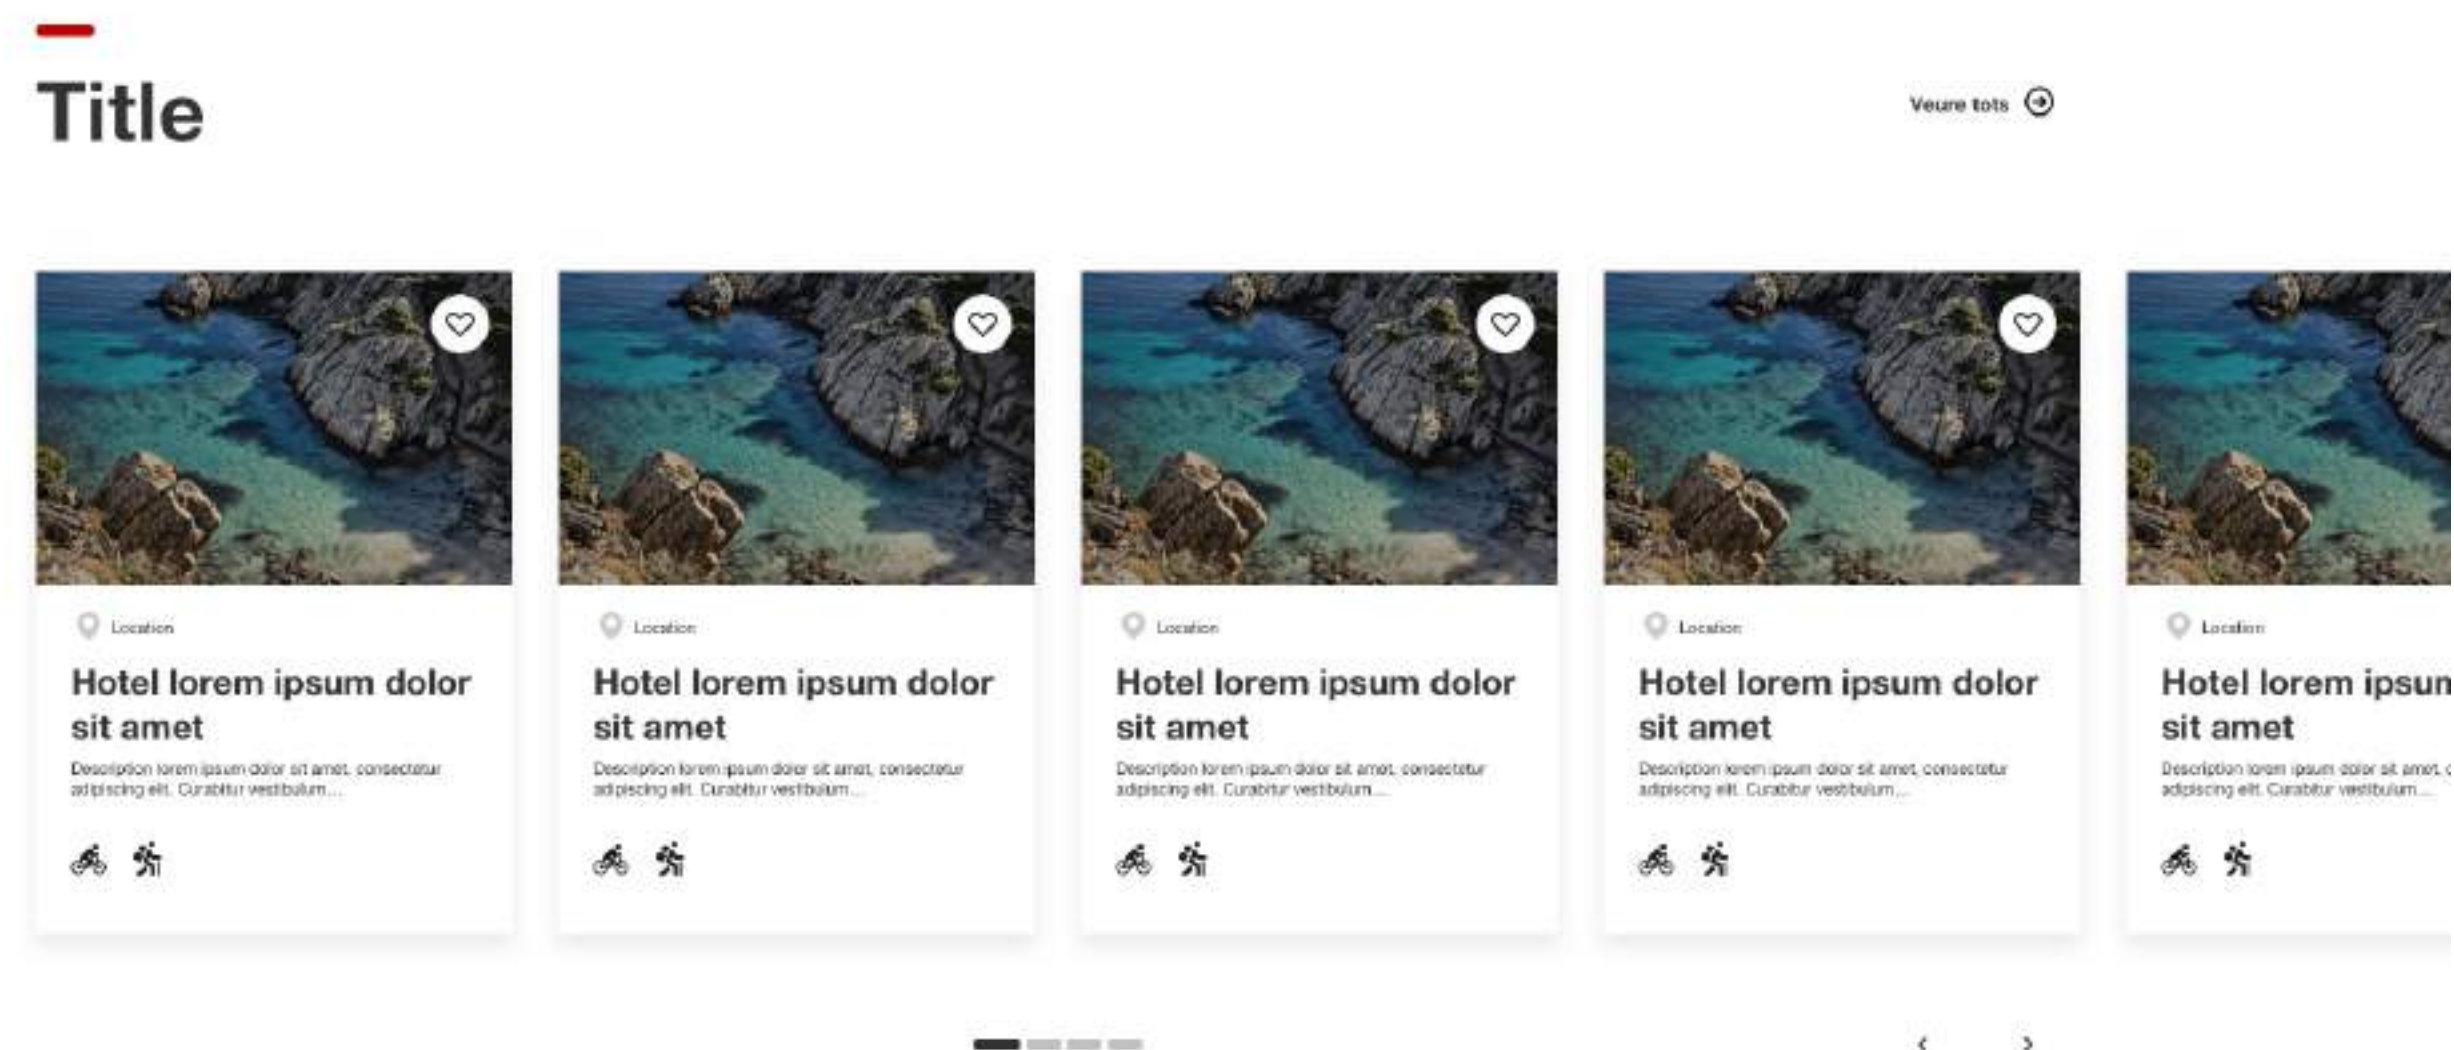 Title
Veure tots
Location
Hotel lorem ipsum dolor
sit amet
Description lorem ipsum dolor sit amet, consectetur
adipiscing elit. Curabitur vestibulum...
Location
Hotel lorem ipsum dolor
sit amet
Description lorem ipsum dolor sit amet, consectetur
adipiscing elit. Curabitur vestibulum...
Location
Hotel lorem ipsum dolor
sit amet
Description lorem ipsum dolor sit amet, consectetur
adipiscing elit. Curabitur vestibulum...
Location
Hotel lorem ipsum dolor
sit amet
Description lorem ipsum dolor sit amet, consectetur
adipiscing elit. Curabitur vestibulum...
Location
Hotel lorem ipsum
sit amet
Description lorem ipsum dolor sit amet, c
adipiscing elit. Curabitur vestibulum...